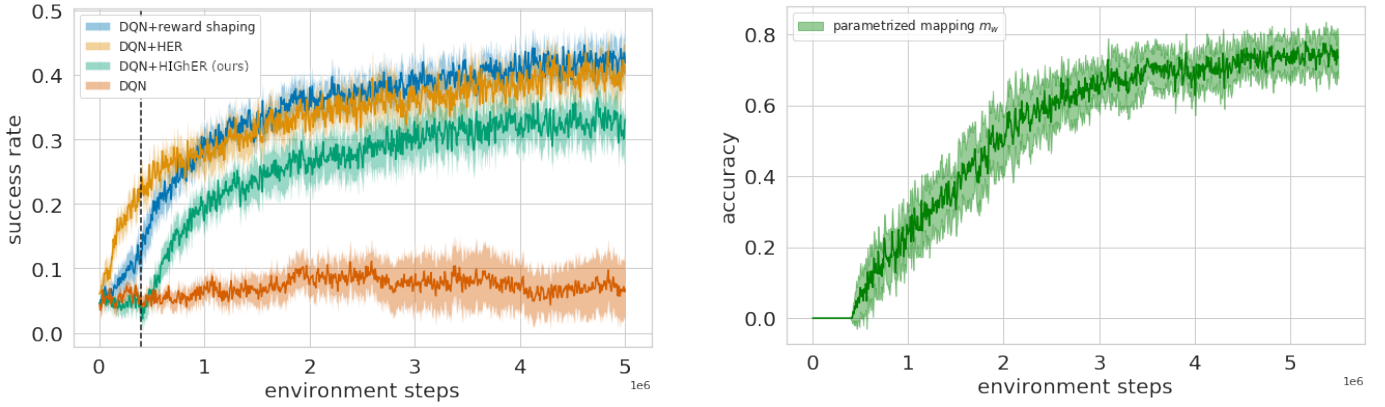 0.5
0.4
0.3
0.2
0.1
0.0
success rate
DQN+reward shaping
DQN+HER
DQN+HIGhER (ours)
DQN
0 1 2 3 4 5
1e6
environment steps
0.8
0.6
0.4
0.2
0.0
accuracy
parametrized mapping m_w
0 1 2 3 4 5
1e6
environment steps